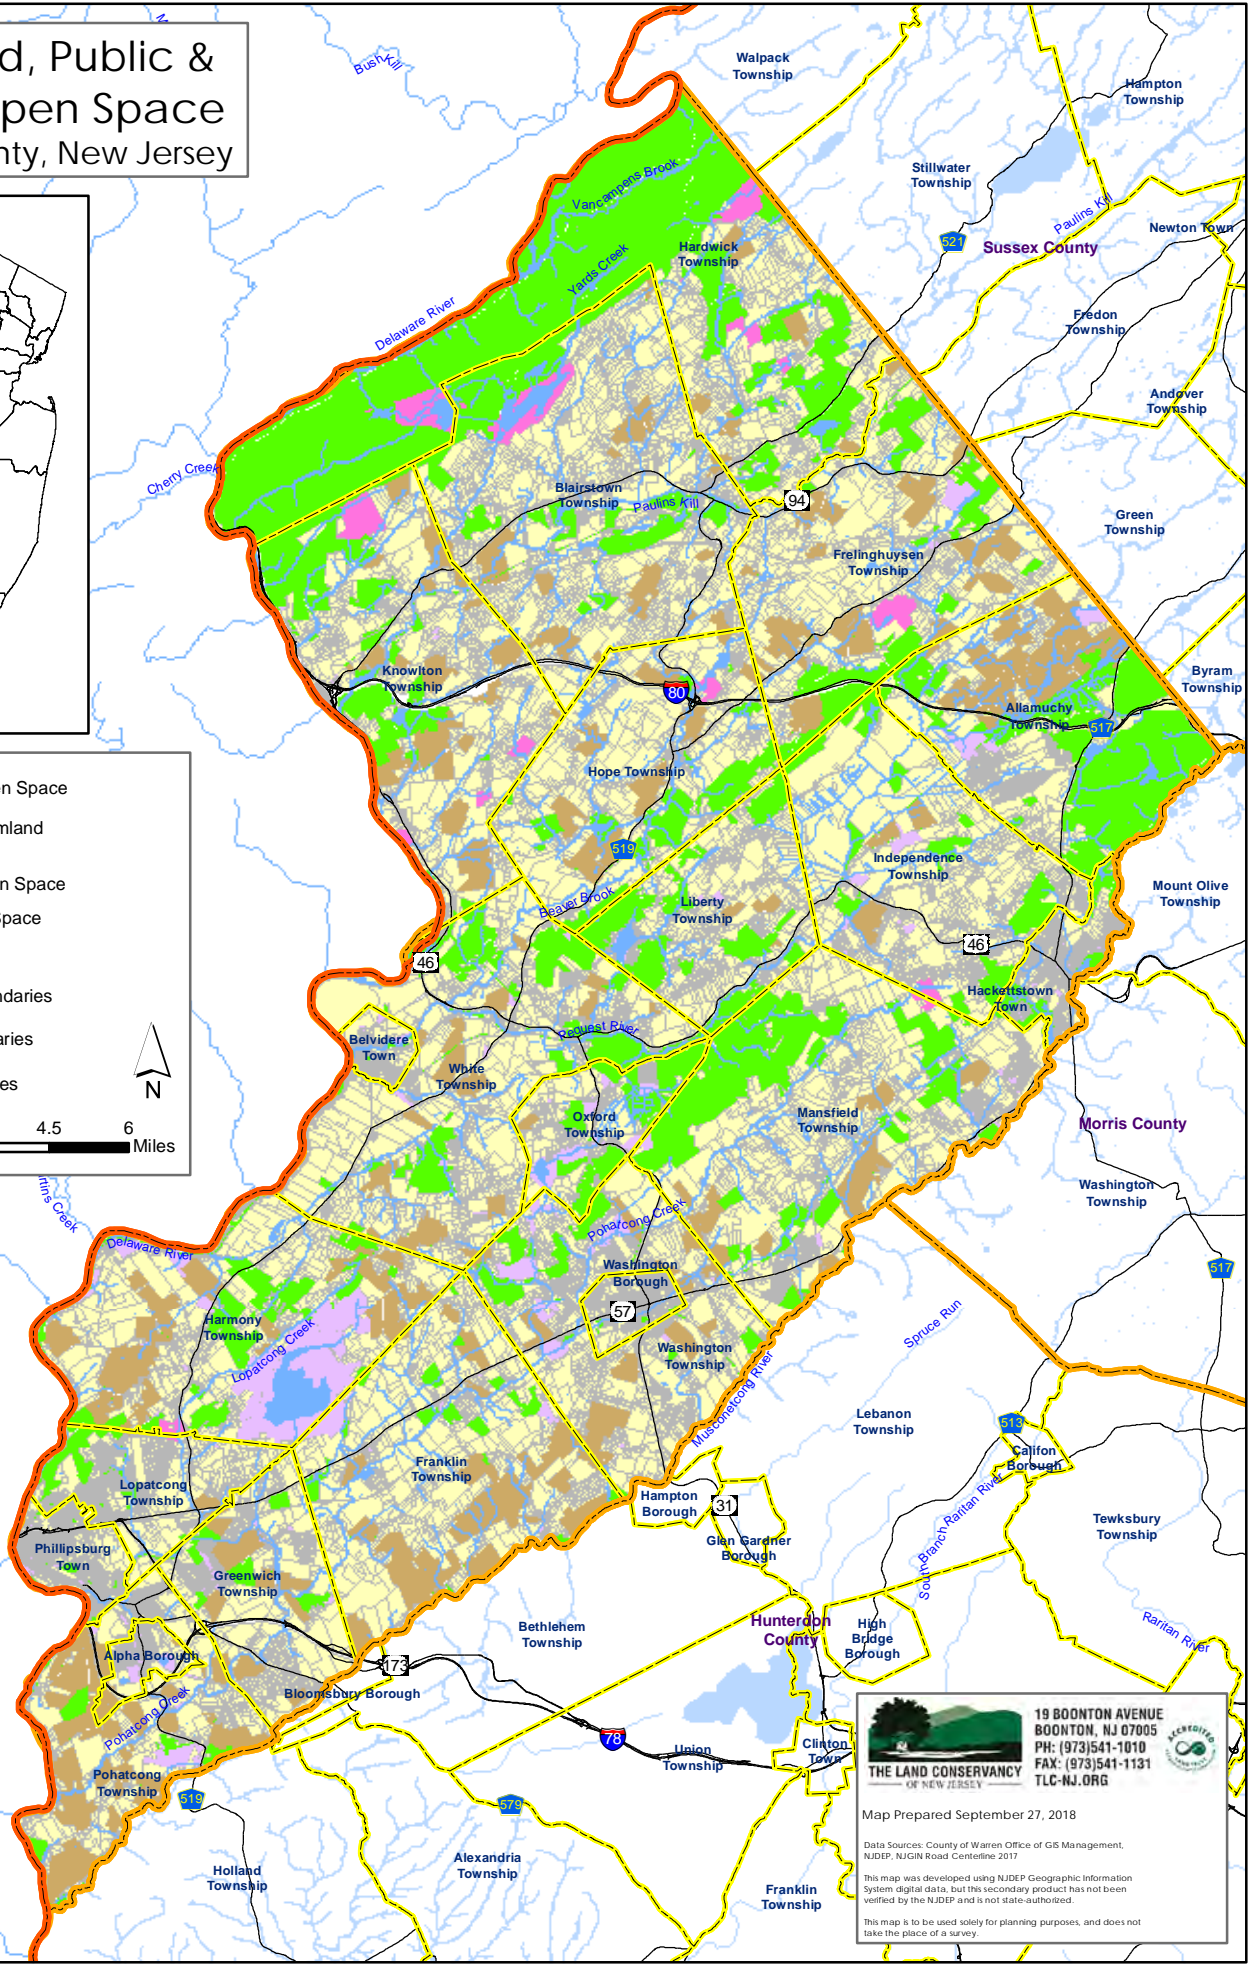 d, Public &
pen Space
nty, New Jersey
Bush Kill
Walpack
Township
Hampton
Township
Stillwater
Township
Paulins Kill
Newton Town
521
Sussex County
Vancampens Brook
Hardwick
Township
Yards Creek
Delaware River
Fredon
Township
Andover
Township
Cherry Creek
Blairstown
Township
Paulins Kill
94
Green
Township
Frelinghuysen
Township
Knowlton
Township
80
Byram
Township
Allamuchy
Township
517
Hope Township
en Space
mland
n Space
Space
ndaries
aries
es
N
4.5
6
Miles
519
Independence
Township
Mount Olive
Township
Beaver Brook
Liberty
Township
46
46
Hackettstown
Town
Request River
Belvidere
Town
White
Township
Oxford
Township
Mansfield
Township
Morris County
Washington
Township
rtins Creek
Delaware River
Pohatcong Creek
Washington
Borough
57
517
Harmony
Township
Lopatcong Creek
Spruce Run
Washington
Township
Musconetcong River
Lebanon
Township
513
Califon
Borough
Franklin
Township
Lopatcong
Township
Hampton
Borough
31
Glen Gardner
Borough
South Branch Raritan River
Tewksbury
Township
Phillipsburg
Town
Greenwich
Township
Bethlehem
Township
Hunterdon
County
High
Bridge
Borough
Raritan River
Alpha Borough
173
Bloomsbury Borough
Pohatcong Creek
78
Union
Township
Clinton
Town
Pohatcong
Township
519
579
Holland
Township
Alexandria
Township
Franklin
Township
THE LAND CONSERVANCY
OF NEW JERSEY
19 BOONTON AVENUE
BOONTON, NJ 07005
PH: (973)541-1010
FAX: (973)541-1131
TLC-NJ.ORG
ACCREDITED
Map Prepared September 27, 2018
Data Sources: County of Warren Office of GIS Management,
NJDEP, NJGIN Road Centerline 2017
This map was developed using NJDEP Geographic Information
System digital data, but this secondary product has not been
verified by the NJDEP and is not state-authorized.
This map is to be used solely for planning purposes, and does not
take the place of a survey.